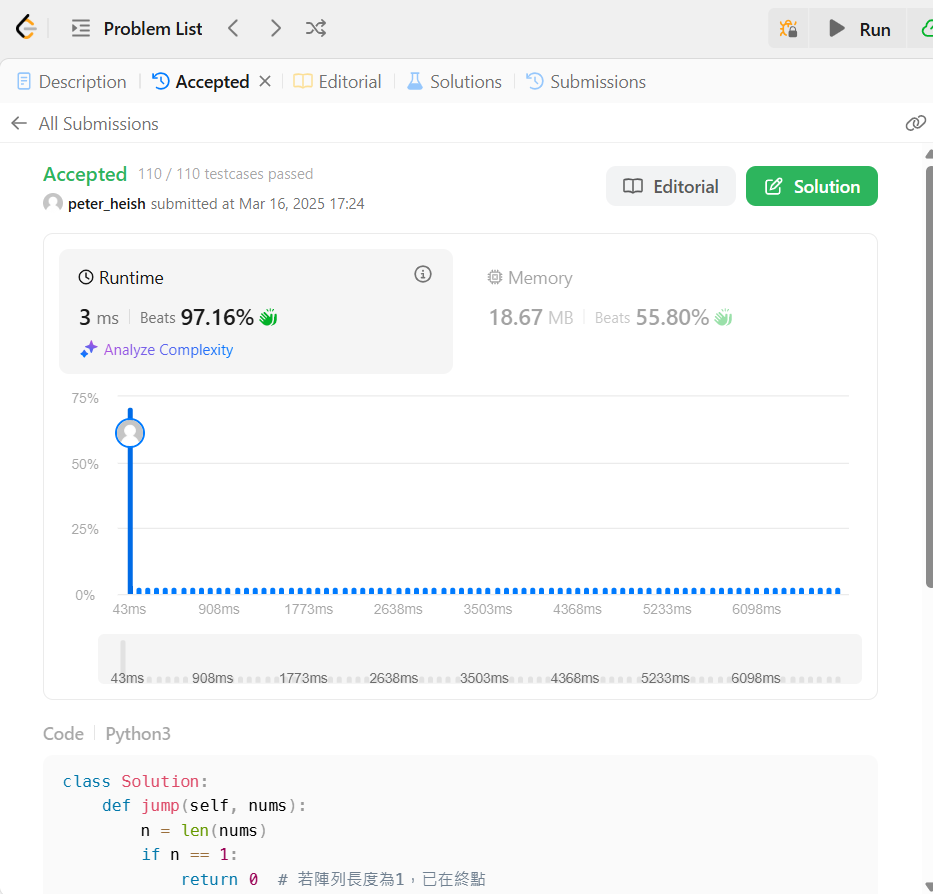 Problem List
Run
Description
Accepted
Editorial
Solutions
Submissions
All Submissions
Accepted 110 / 110 testcases passed
peter_heish submitted at Mar 16, 2025 17:24
Editorial
Solution
Runtime
3 ms Beats 97.16%
Analyze Complexity
Memory
18.67 MB Beats 55.80%
75%
50%
25%
0%
43ms 908ms 1773ms 2638ms 3503ms 4368ms 5233ms 6098ms
43ms 908ms 1773ms 2638ms 3503ms 4368ms 5233ms 6098ms
Code Python3
class Solution:
    def jump(self, nums):
        n = len(nums)
        if n == 1:
            return 0  # 若陣列長度為1，已在終點